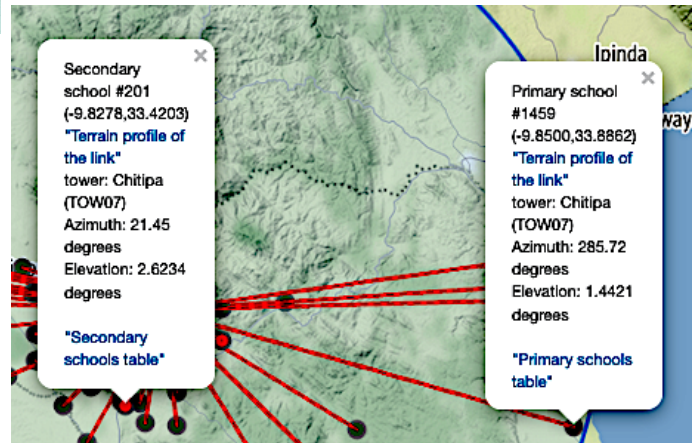 Secondary
school #201
(-9.8278,33.4203)
"Terrain profile of
the link"
tower: Chitipa
(TOW07)
Azimuth: 21.45
degrees
Elevation: 2.6234
degrees
"Secondary
schools table"
Ipinda
way
Primary school
#1459
(-9.8500,33.8862)
"Terrain profile of
the link"
tower: Chitipa
(TOW07)
Azimuth: 285.72
degrees
Elevation: 1.4421
degrees
"Primary schools
table"